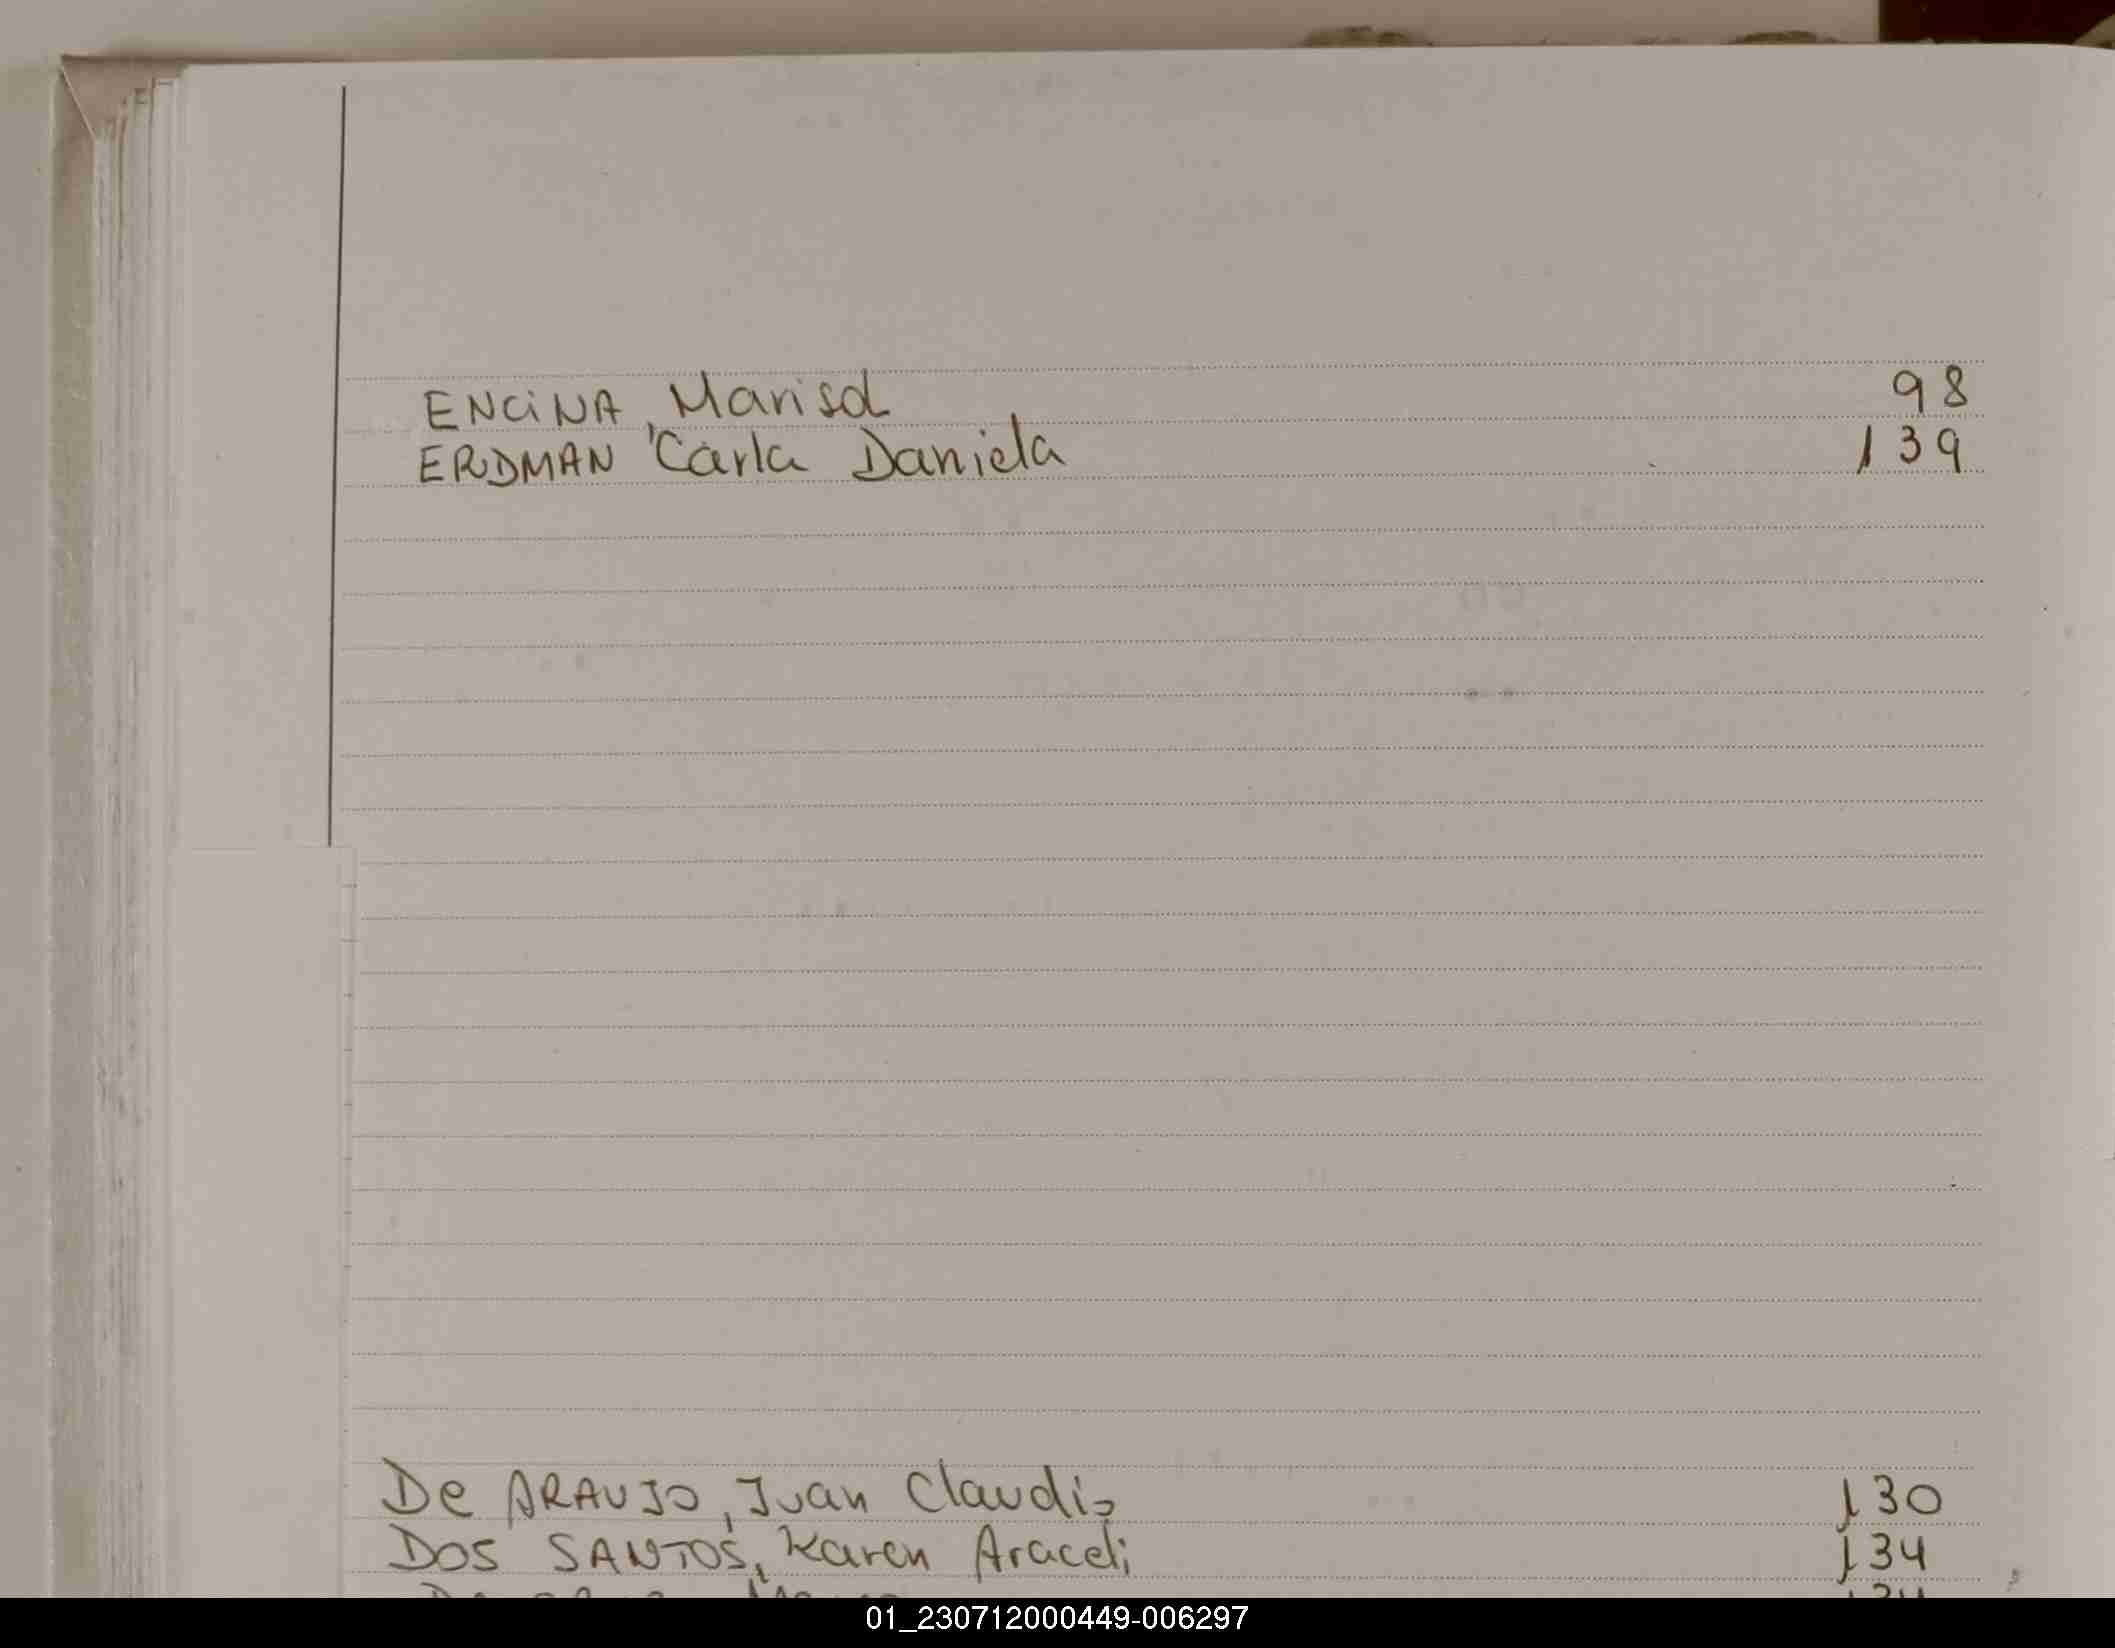 ENCINA, Marisol 98
ERDMAN, Carla Daniela 139
De ARAUJO, Juan Claudio 130
DOS SANTOS, Karen Araceli 134
01_230712000449-006297